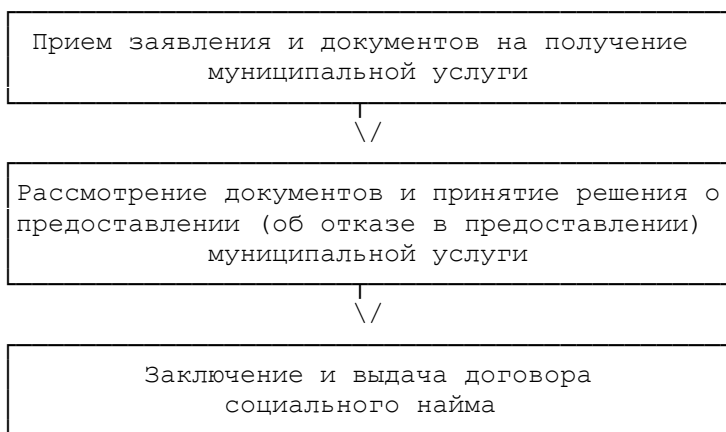 Прием заявления и документов на получение
муниципальной услуги
\/
Рассмотрение документов и принятие решения о
предоставлении (об отказе в предоставлении)
муниципальной услуги
\/
Заключение и выдача договора
социального найма